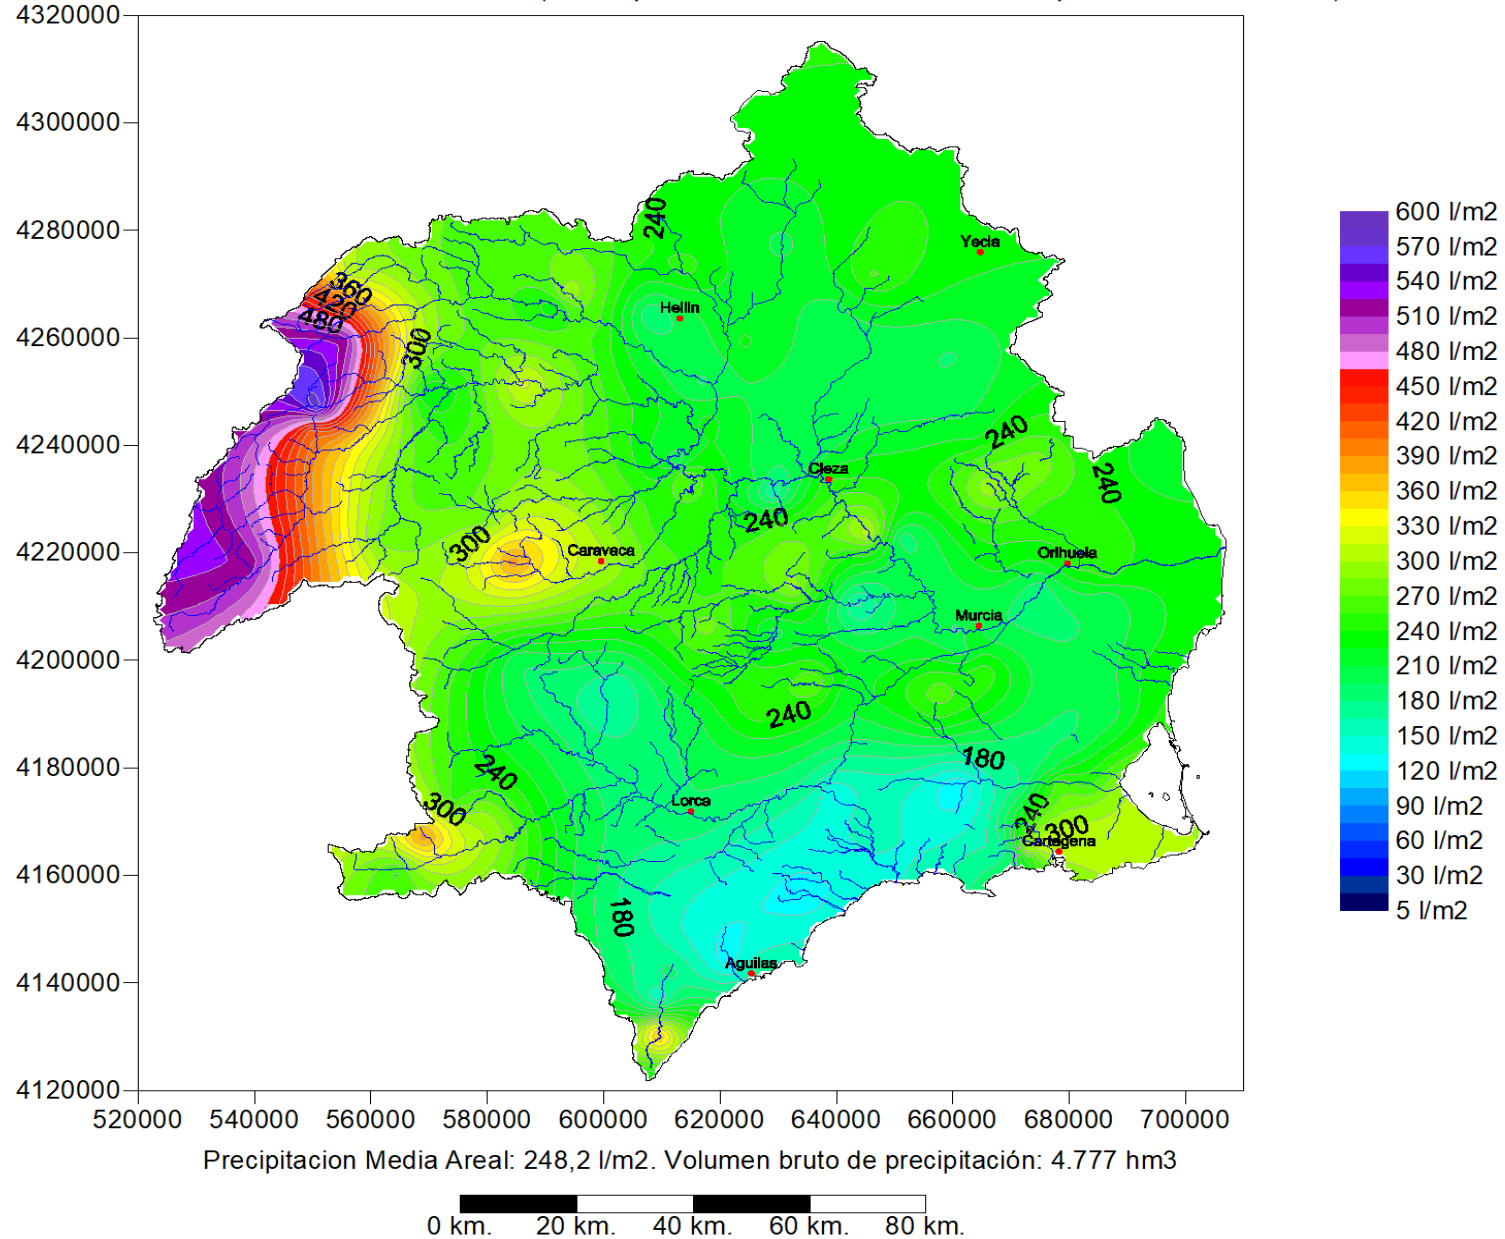 4320000
4300000
4280000
4260000
4240000
4220000
4200000
4180000
4160000
4140000
4120000
520000 540000 560000 580000 600000 620000 640000 660000 680000 700000
240
Yecla
360
420
480
300
Hellin
240
240
Cieza
240
300
Caravaca
Orihuela
Murcia
240
180
240
300
Lorca
240
300
Cartagena
180
Aguilas
600 l/m2
570 l/m2
540 l/m2
510 l/m2
480 l/m2
450 l/m2
420 l/m2
390 l/m2
360 l/m2
330 l/m2
300 l/m2
270 l/m2
240 l/m2
210 l/m2
180 l/m2
150 l/m2
120 l/m2
90 l/m2
60 l/m2
30 l/m2
5 l/m2
Precipitacion Media Areal: 248,2 l/m2. Volumen bruto de precipitación: 4.777 hm3
0 km. 20 km. 40 km. 60 km. 80 km.